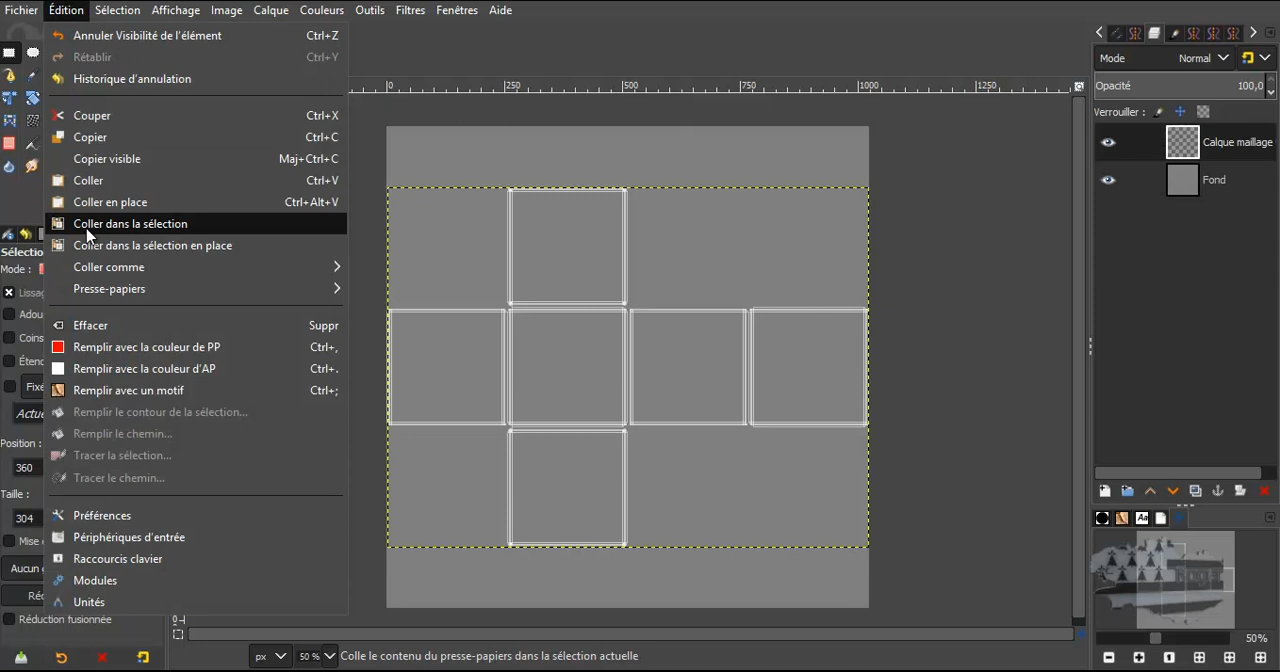 Fichier Édition Sélection Affichage Image Calque Couleurs Outils Filtres Fenêtres Aide
Annuler Visibilité de l'élément Ctrl+Z
Rétablir Ctrl+Y
Historique d'annulation
Couper Ctrl+X
Copier Ctrl+C
Copier visible Maj+Ctrl+C
Coller Ctrl+V
Coller en place Ctrl+Alt+V
Coller dans la sélection
Coller dans la sélection en place
Coller comme
Presse-papiers
Effacer Suppr
Remplir avec la couleur de PP Ctrl+,
Remplir avec la couleur d'AP Ctrl+.
Remplir avec un motif Ctrl+;
Remplir le contour de la sélection...
Remplir le chemin...
Tracer la sélection...
Tracer le chemin...
Préférences
Périphériques d'entrée
Raccourcis clavier
Modules
Unités
Sélectio
Mode :
Lissag
Adou
Coins
Étend
Fixe
Actue
Position :
360
Taille :
304
Mise
Aucun
Réc
Réduction fusionnée
0 250 500 750 1000 1250
px 50 % Colle le contenu du presse-papiers dans la sélection actuelle
Mode Normal
Opacité 100,0
Verrouiller :
Calque maillage
Fond
Aa
50%